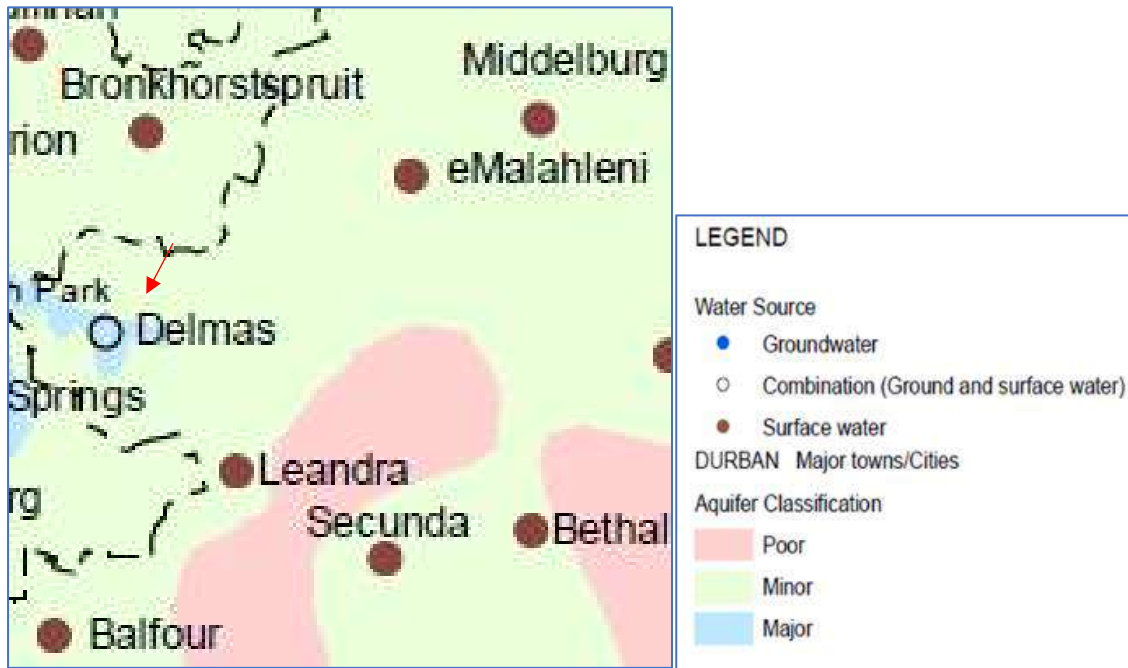 Bronkhorstspruit
Middelburg
rion
eMalahleni
n Park
Delmas
Springs
Leandra
rg
Secunda
Bethal
Balfour
LEGEND
Water Source
Groundwater
Combination (Ground and surface water)
Surface water
DURBAN Major towns/Cities
Aquifer Classification
Poor
Minor
Major